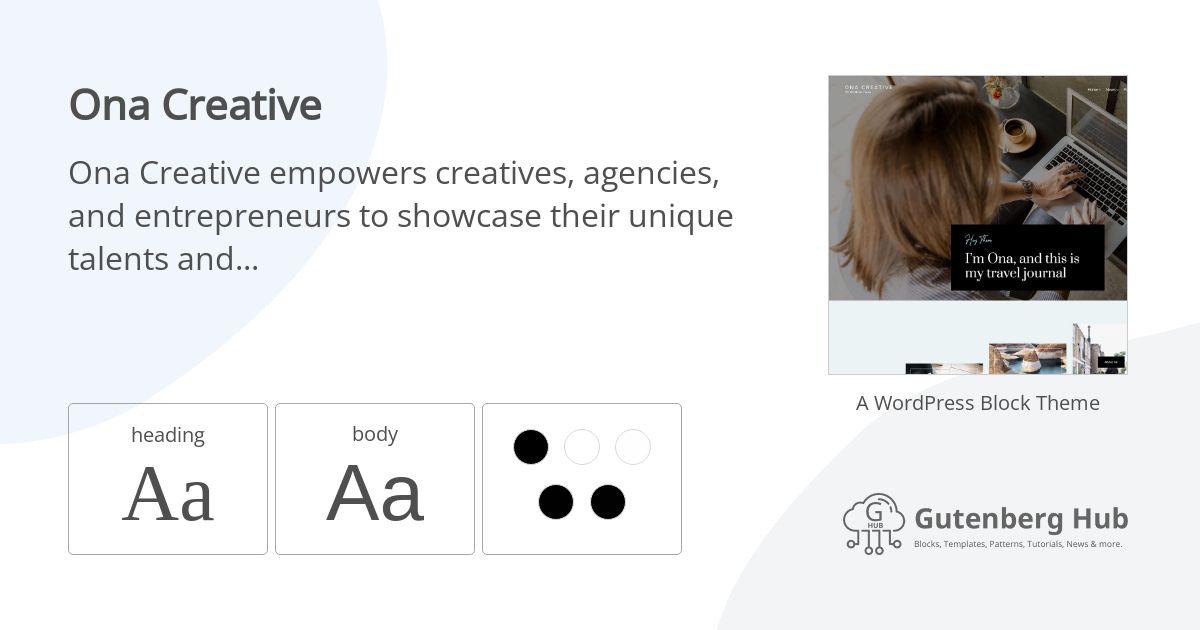 Ona Creative
Ona Creative empowers creatives, agencies,
and entrepreneurs to showcase their unique
talents and...
heading
Aa
body
Aa
ONA CREATIVE
Home
News
Hey There
I'm Ona, and this is
my travel journal
A WordPress Block Theme
G
HUB
Gutenberg Hub
Blocks, Templates, Patterns, Tutorials, News & more.